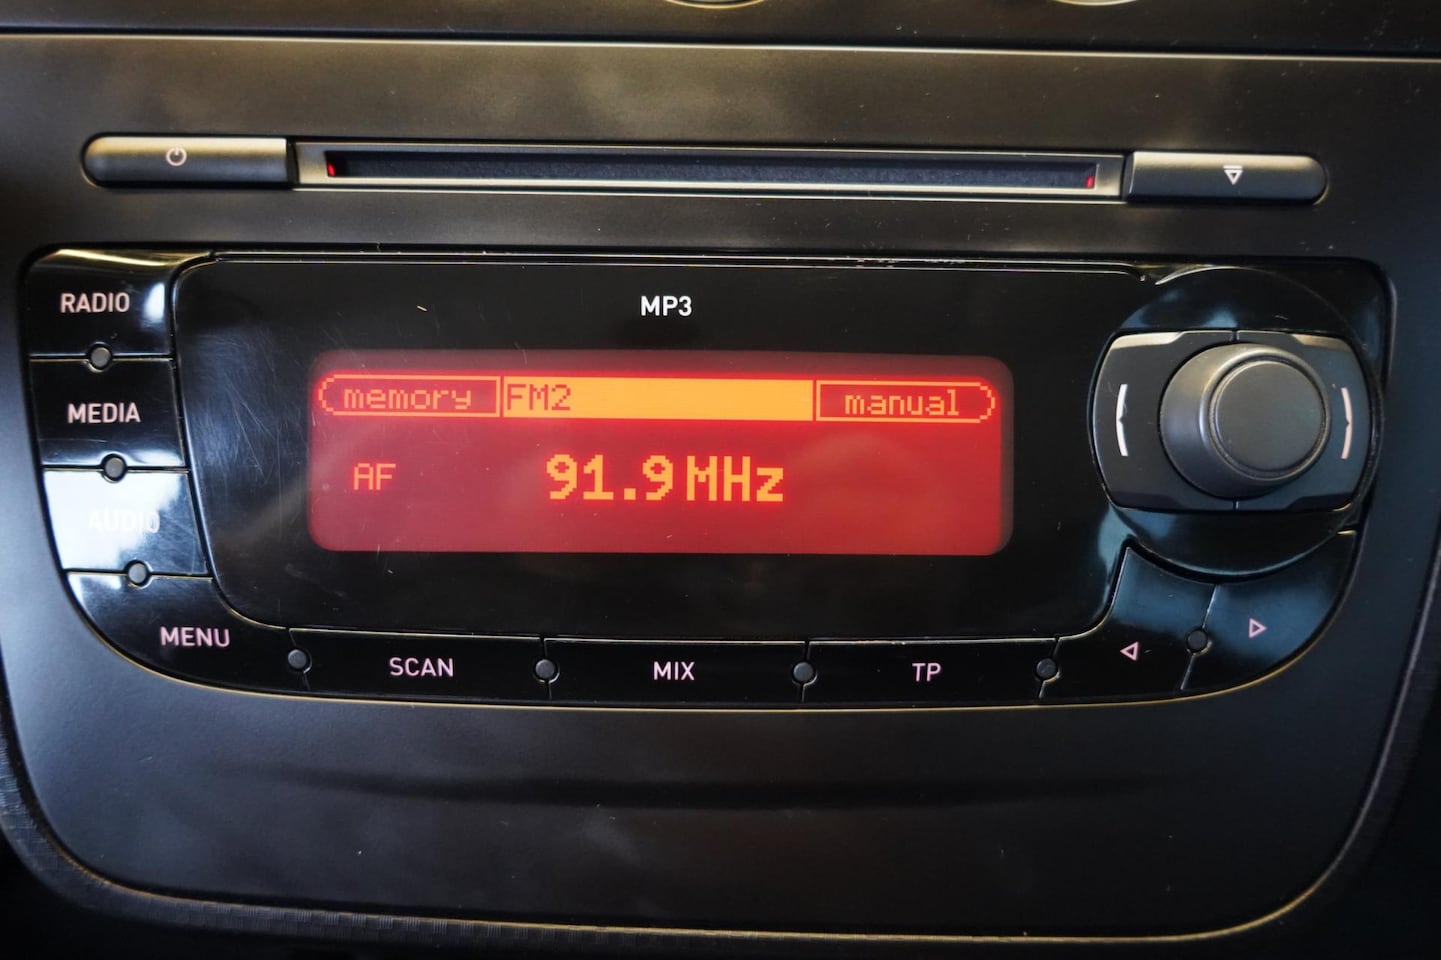 RADIO
MP3
memory FM2 manual
MEDIA
AF 91.9 MHz
AUDIO
MENU
SCAN MIX TP